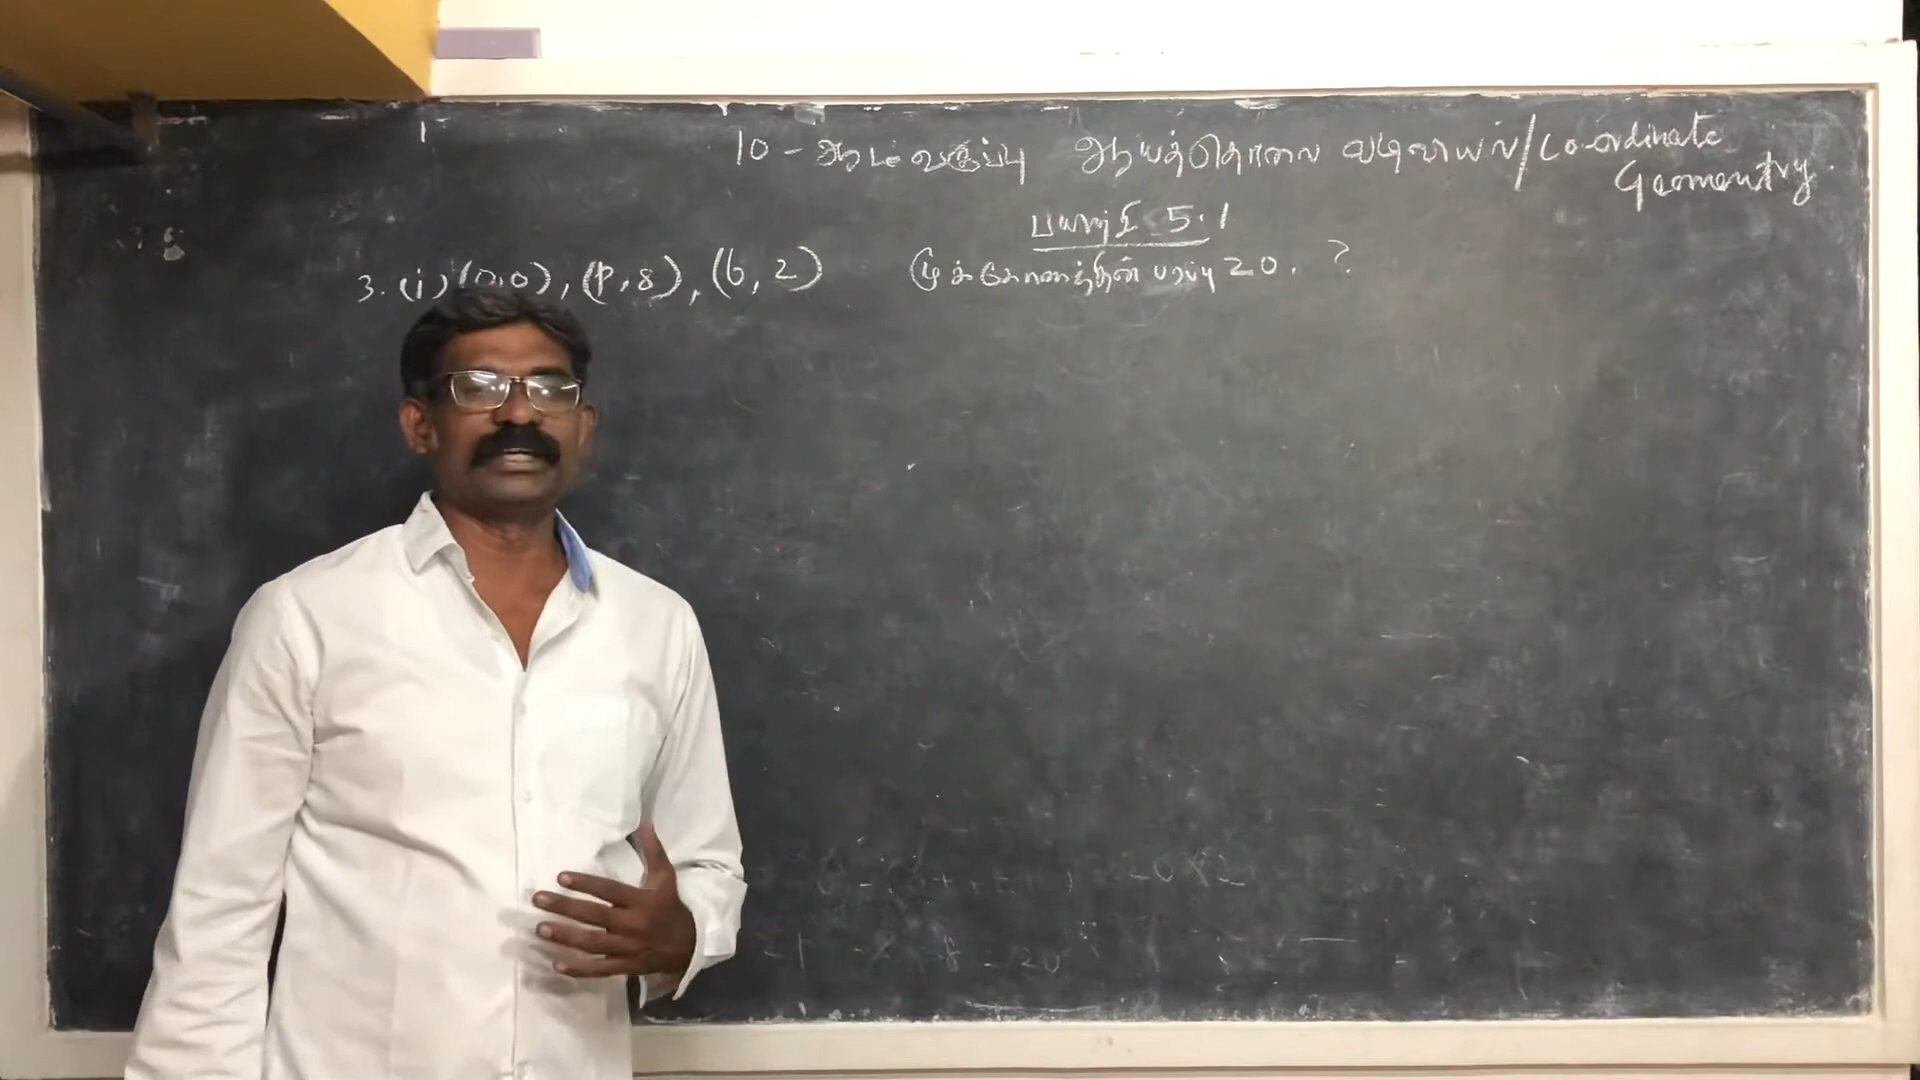 10 - ஆம் வகுப்பு ஆயத்தொலை வடிவியல் / Co-ordinate
Geomentry.
பயிற்சி 5.1
3. (i) (0,0), (p,8), (6, 2) முக்கோணத்தின் பரப்பு 20. ?